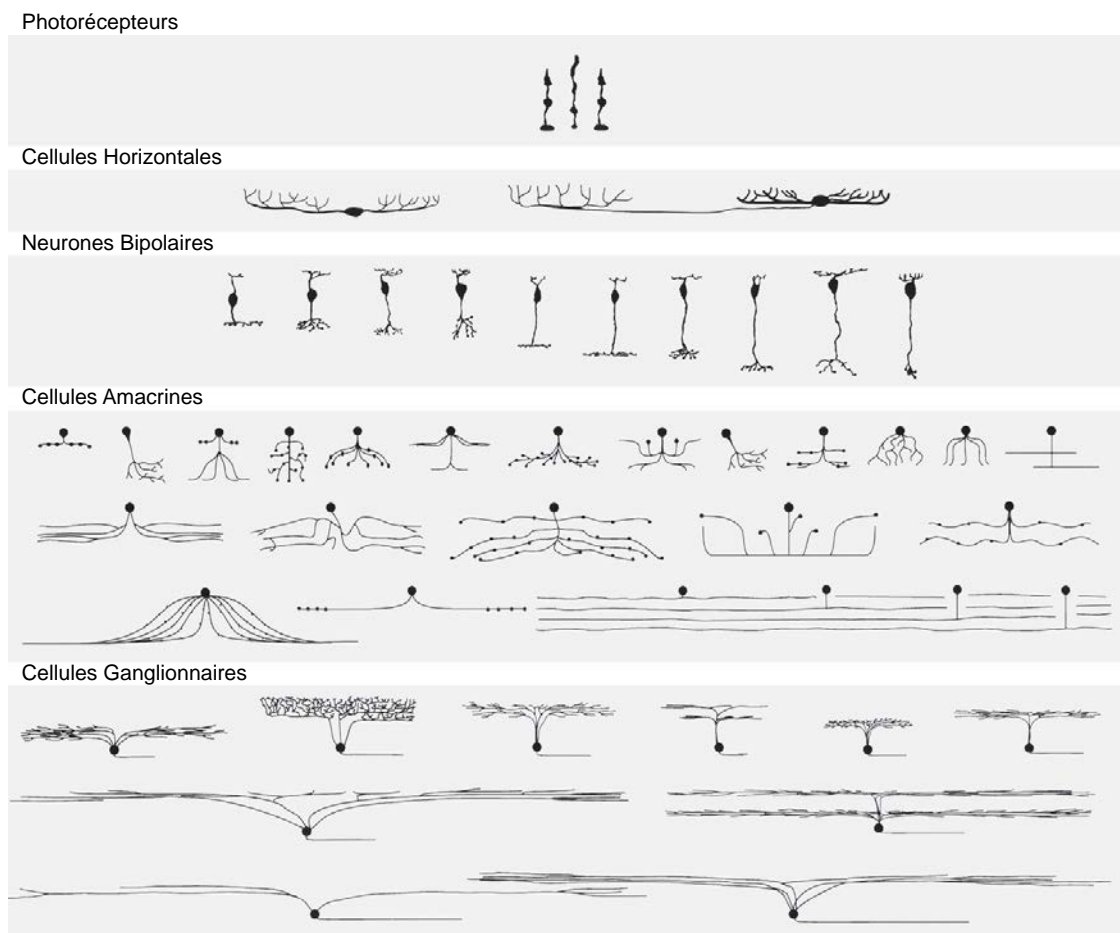 Photorécepteurs
Cellules Horizontales
Neurones Bipolaires
Cellules Amacrines
Cellules Ganglionnaires